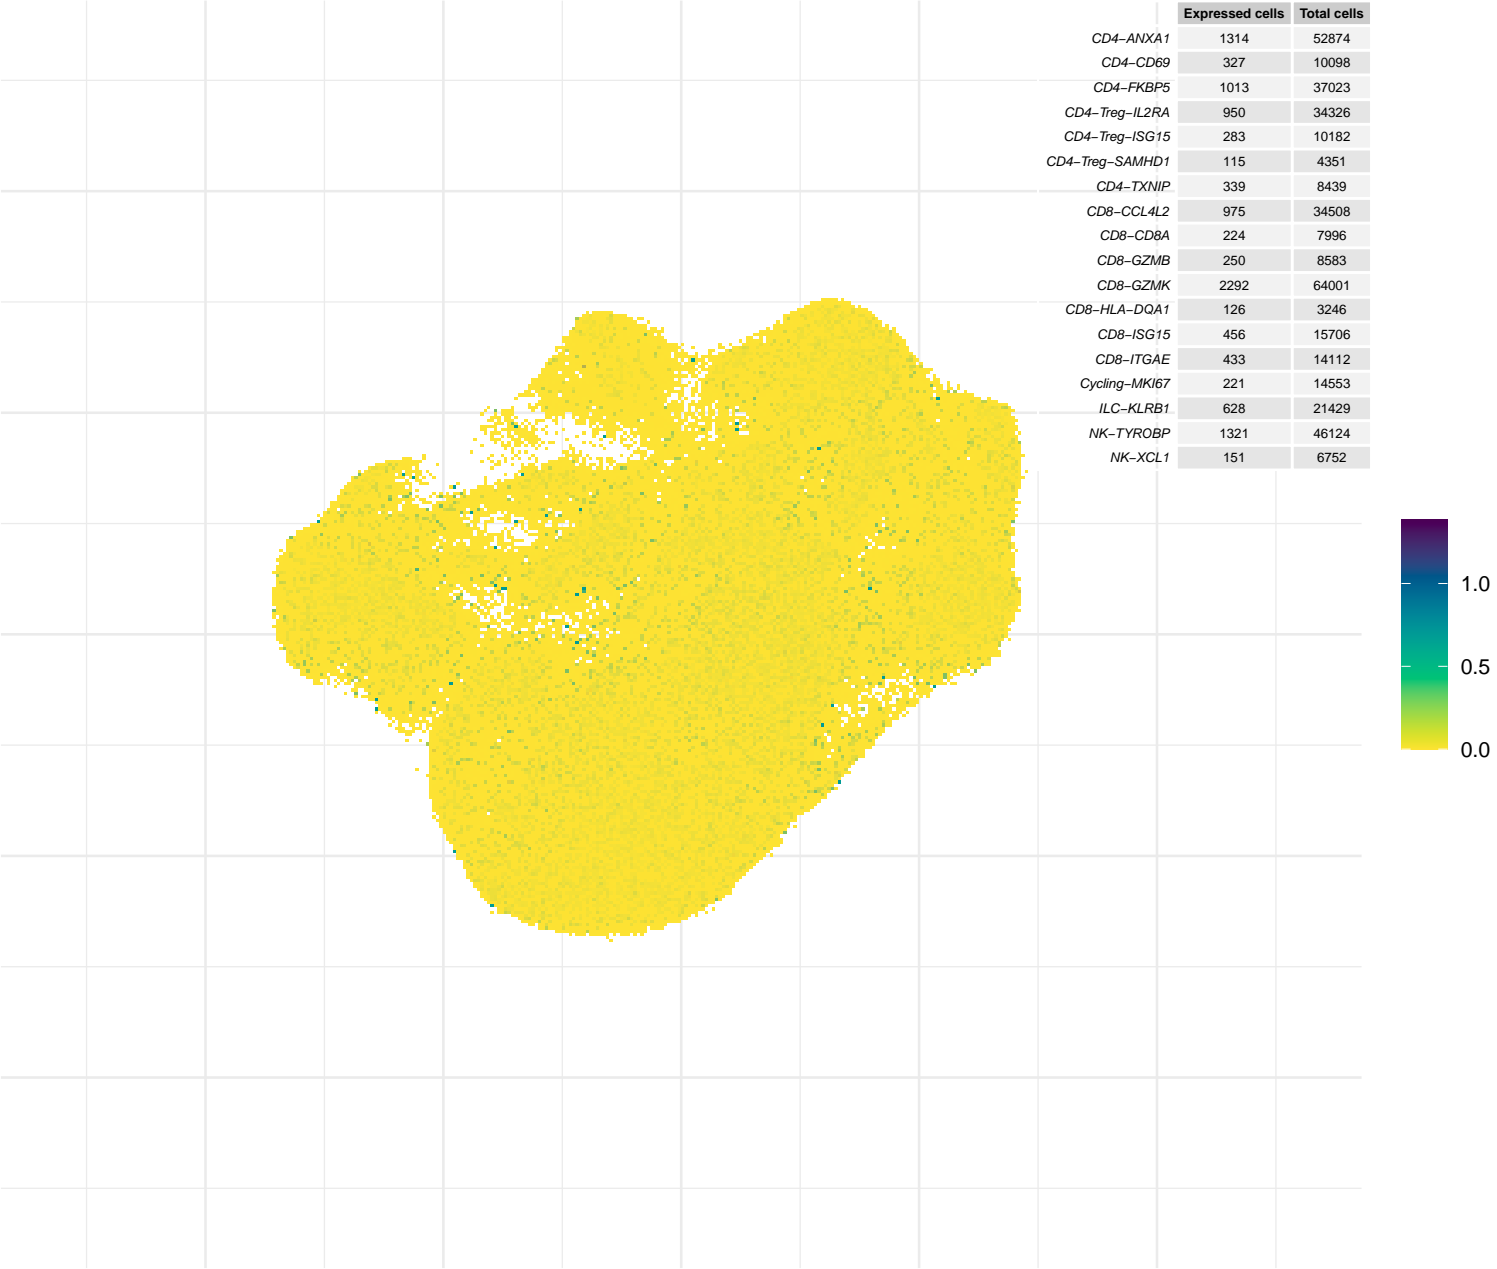 Expressed cells Total cells
CD4−ANXA1 1314 52874
CD4−CD69 327 10098
CD4−FKBP5 1013 37023
CD4−Treg−IL2RA 950 34326
CD4−Treg−ISG15 283 10182
CD4−Treg−SAMHD1 115 4351
CD4−TXNIP 339 8439
CD8−CCL4L2 975 34508
CD8−CD8A 224 7996
CD8−GZMB 250 8583
CD8−GZMK 2292 64001
CD8−HLA−DQA1 126 3246
CD8−ISG15 456 15706
CD8−ITGAE 433 14112
Cycling−MKI67 221 14553
ILC−KLRB1 628 21429
NK−TYROBP 1321 46124
NK−XCL1 151 6752
1.0
0.5
0.0